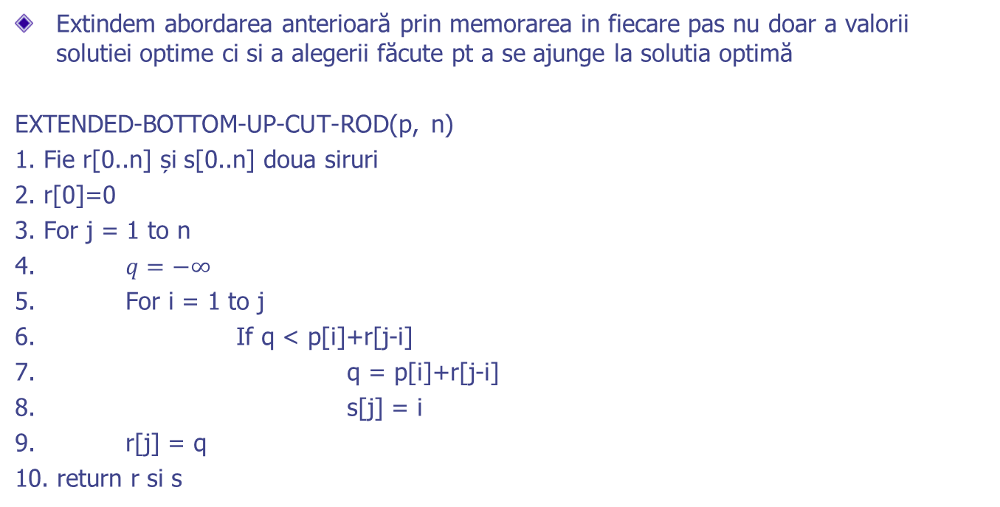 Extindem abordarea anterioară prin memorarea in fiecare pas nu doar a valorii
solutiei optime ci si a alegerii făcute pt a se ajunge la solutia optimă
EXTENDED-BOTTOM-UP-CUT-ROD(p, n)
1. Fie r[0..n] și s[0..n] doua siruri
2. r[0]=0
3. For j = 1 to n
4. q = −∞
5. For i = 1 to j
6. If q < p[i]+r[j-i]
7. q = p[i]+r[j-i]
8. s[j] = i
9. r[j] = q
10. return r si s